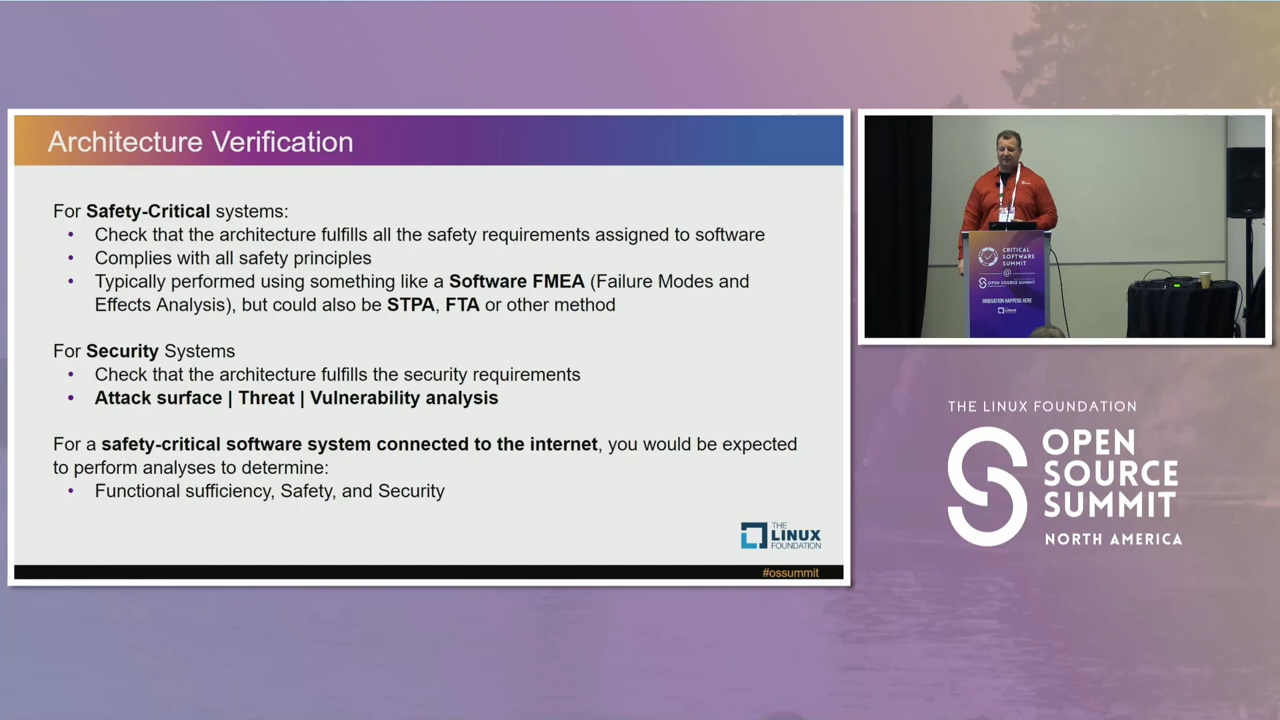 Architecture Verification
For Safety-Critical systems:
• Check that the architecture fulfills all the safety requirements assigned to software
• Complies with all safety principles
• Typically performed using something like a Software FMEA (Failure Modes and
Effects Analysis), but could also be STPA, FTA or other method
For Security Systems
• Check that the architecture fulfills the security requirements
• Attack surface | Threat | Vulnerability analysis
For a safety-critical software system connected to the internet, you would be expected
to perform analyses to determine:
• Functional sufficiency, Safety, and Security
THE
LINUX
FOUNDATION
#ossummit
CRITICAL
SOFTWARE
SUMMIT
@
OPEN SOURCE SUMMIT
INNOVATION HAPPENS HERE
LINUX
THE LINUX FOUNDATION
OPEN
SOURCE
SUMMIT
NORTH AMERICA